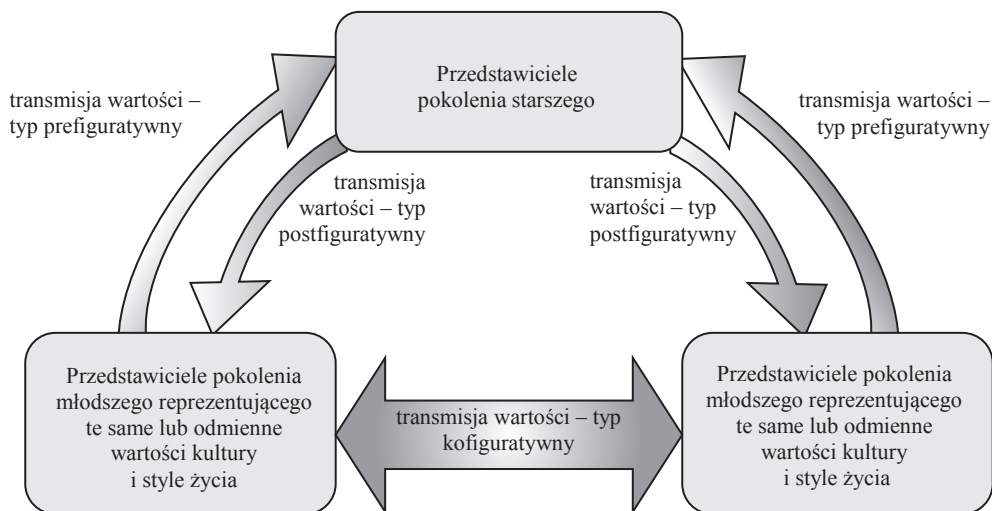 Przedstawiciele
pokolenia starszego
transmisja wartości –
typ prefiguratywny
transmisja wartości –
typ prefiguratywny
transmisja
wartości – typ
postfiguratywny
transmisja
wartości – typ
postfiguratywny
Przedstawiciele pokolenia
młodszego reprezentującego
te same lub odmienne
wartości kultury
i style życia
transmisja wartości – typ
kofiguratywny
Przedstawiciele pokolenia
młodszego reprezentującego
te same lub odmienne
wartości kultury
i style życia